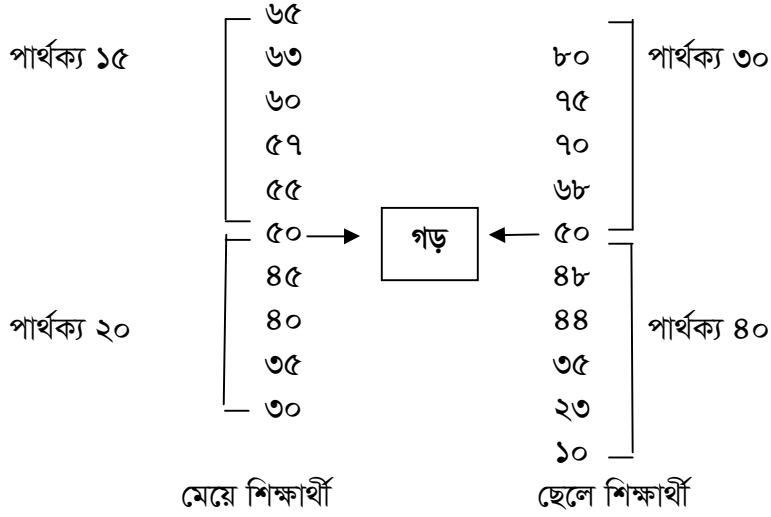 ৬৫
পার্থক্য ১৫ ৬৩ ৮০ পার্থক্য ৩০
৬০ ৭৫
৫৭ ৭০
৫৫ ৬৮
৫০ গড় ৫০
৪৫ ৪৮
পার্থক্য ২০ ৪০ ৪৪ পার্থক্য ৪০
৩৫ ৩৫
৩০ ২৩
১০
মেয়ে শিক্ষার্থী ছেলে শিক্ষার্থী